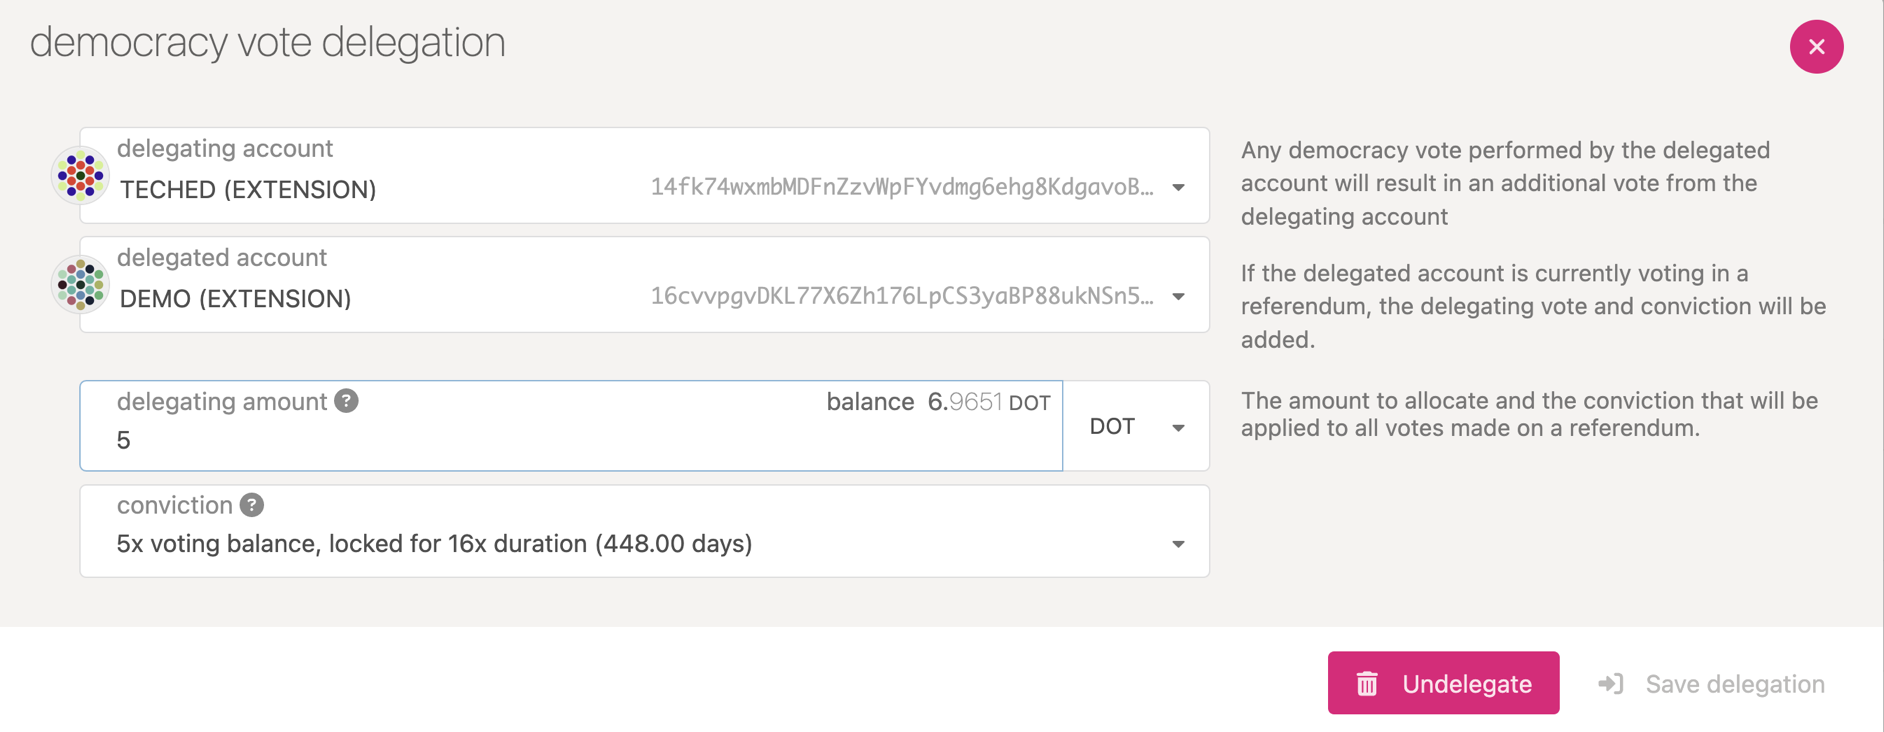 democracy vote delegation
delegating account
TECHED (EXTENSION) 14fk74wxmbMDFnZzvWpFYvdmg6ehg8KdgavoB...
Any democracy vote performed by the delegated
account will result in an additional vote from the
delegating account
delegated account
DEMO (EXTENSION) 16cvvpgvDKL77X6Zh176LpCS3yaBP88ukNSn5...
If the delegated account is currently voting in a
referendum, the delegating vote and conviction will be
added.
delegating amount ? balance 6.9651 DOT
5
DOT
The amount to allocate and the conviction that will be
applied to all votes made on a referendum.
conviction ?
5x voting balance, locked for 16x duration (448.00 days)
Undelegate
Save delegation